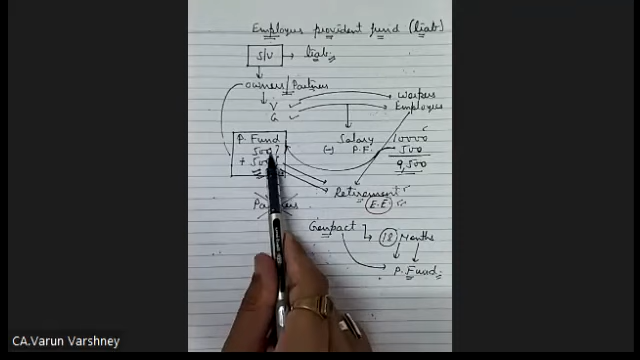 Employees provident fund (liab)
S/V → liab.
owners/Partners
V ✓
G ✓
Workers
Employees
P. Fund
500
+ 500
Salary 10000
(-) P.F. 500
9,500
Retirement
E.E
Genpact
18 Months
P. Fund.
CA.Varun Varshney